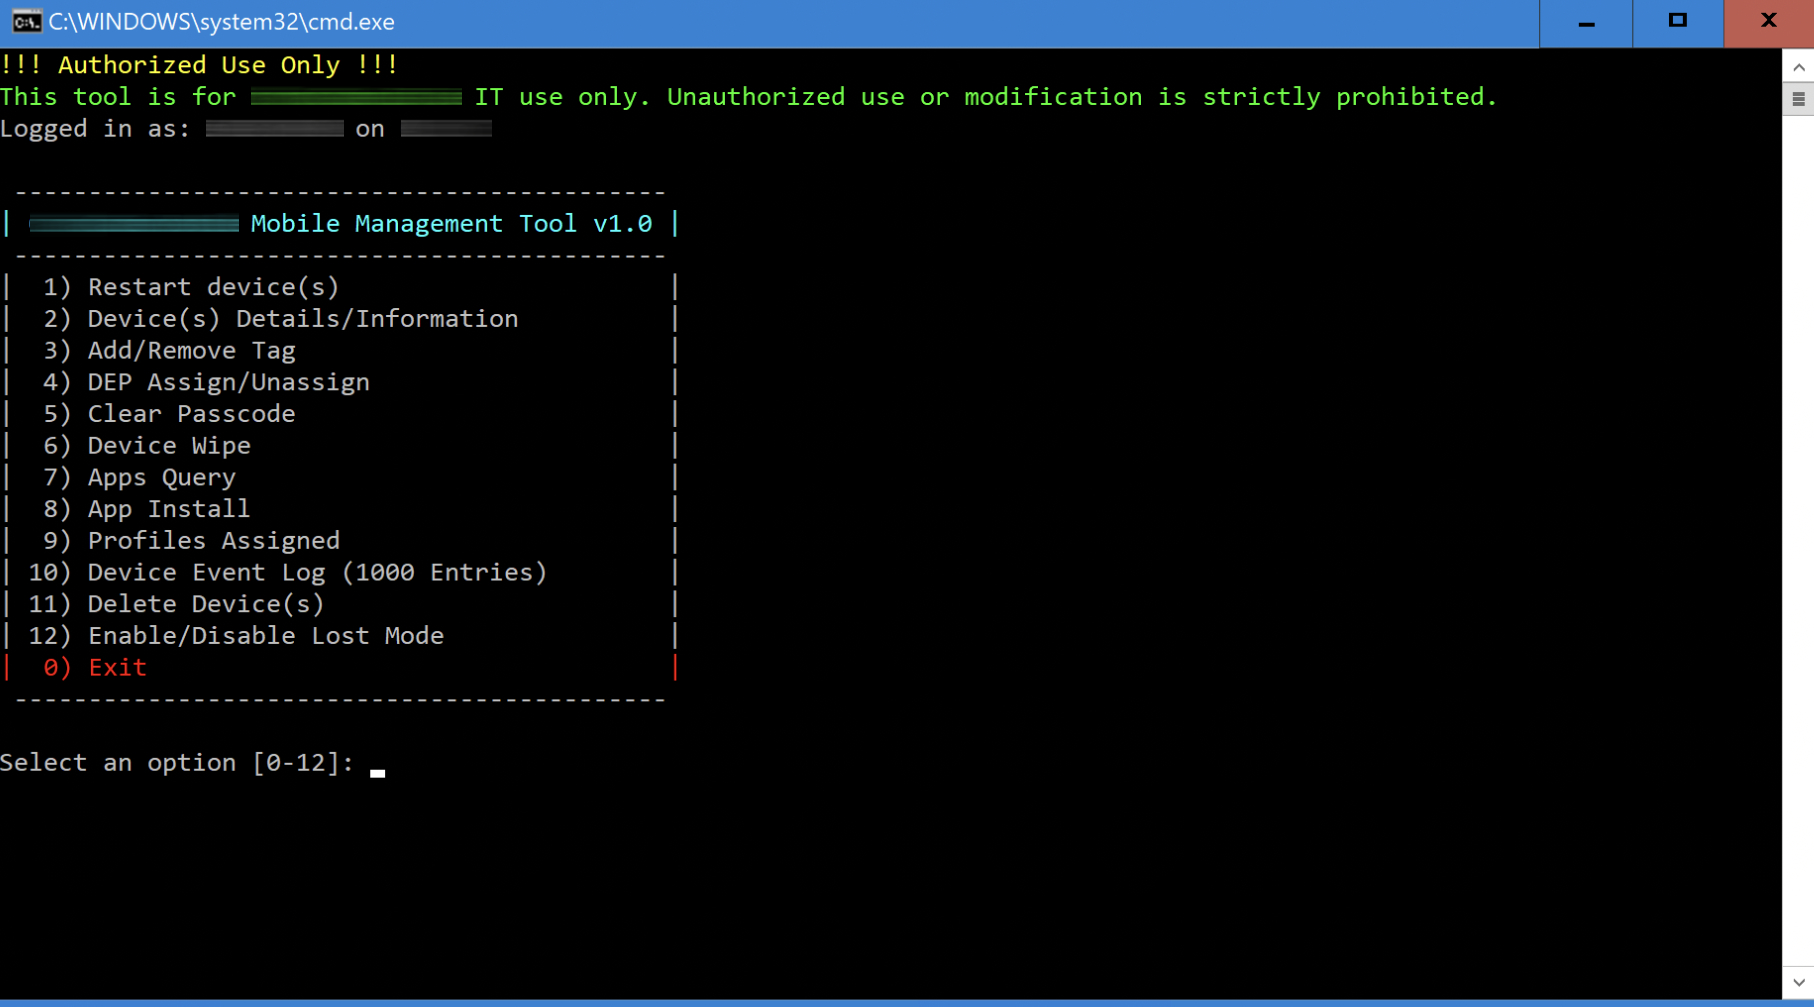 C:\WINDOWS\system32\cmd.exe
!!! Authorized Use Only !!!
This tool is for IT use only. Unauthorized use or modification is strictly prohibited.
Logged in as: on
--------------------------------------------
| Mobile Management Tool v1.0 |
--------------------------------------------
| 1) Restart device(s) |
| 2) Device(s) Details/Information |
| 3) Add/Remove Tag |
| 4) DEP Assign/Unassign |
| 5) Clear Passcode |
| 6) Device Wipe |
| 7) Apps Query |
| 8) App Install |
| 9) Profiles Assigned |
| 10) Device Event Log (1000 Entries) |
| 11) Delete Device(s) |
| 12) Enable/Disable Lost Mode |
| 0) Exit |
--------------------------------------------
Select an option [0-12]: _